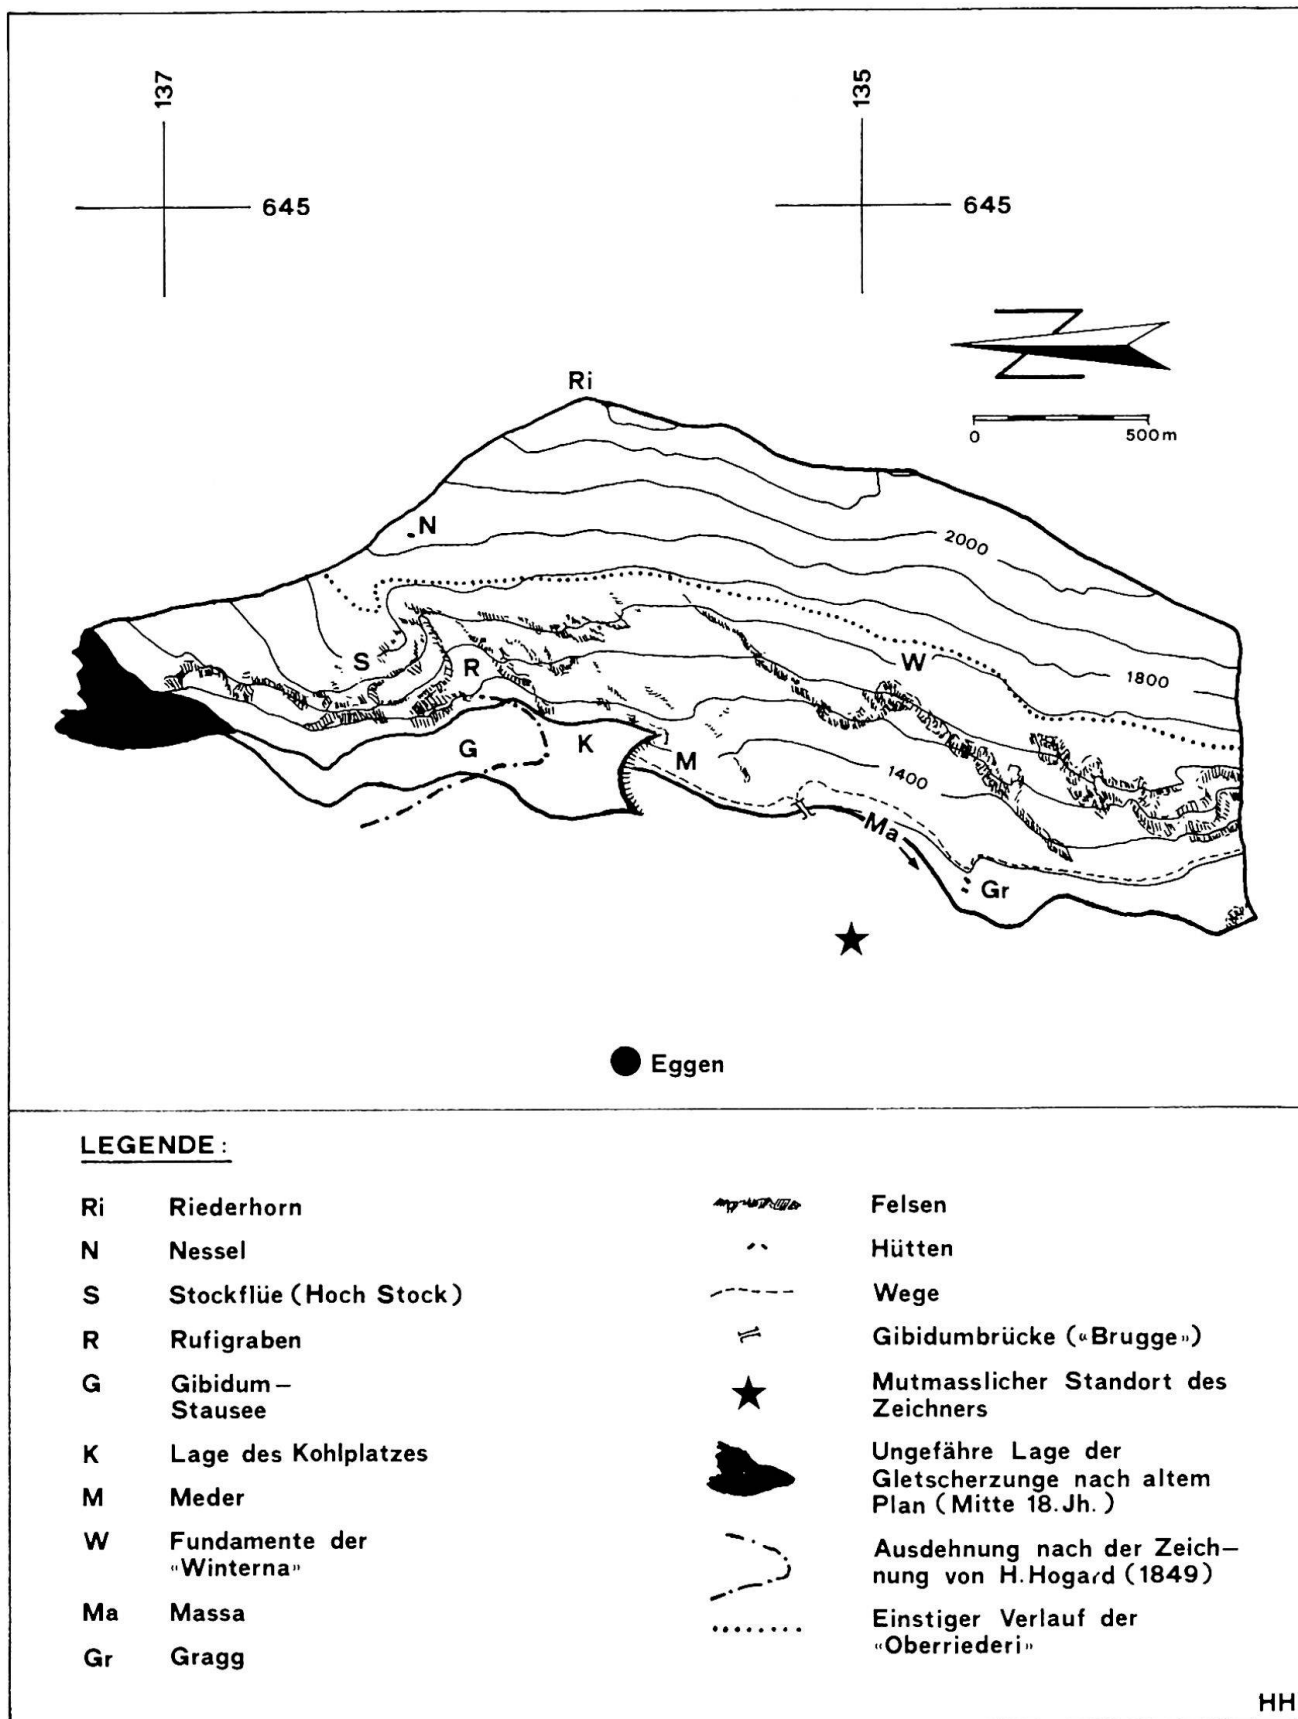 137
135
645
645
N
0
500m
Ri
N
2000
S
R
W
1800
G
K
M
1400
Ma
Gr
Eggen
LEGENDE:
Ri Riederhorn
N Nessel
S Stockflüe (Hoch Stock)
R Rufigraben
G Gibidum–
Stausee
K Lage des Kohlplatzes
M Meder
W Fundamente der
«Winterna»
Ma Massa
Gr Gragg
Felsen
Hütten
Wege
Gibidumbrücke («Brugge»)
Mutmasslicher Standort des
Zeichners
Ungefähre Lage der
Gletscherzunge nach altem
Plan (Mitte 18.Jh.)
Ausdehnung nach der Zeich–
nung von H.Hogard (1849)
Einstiger Verlauf der
«Oberriederi»
HH